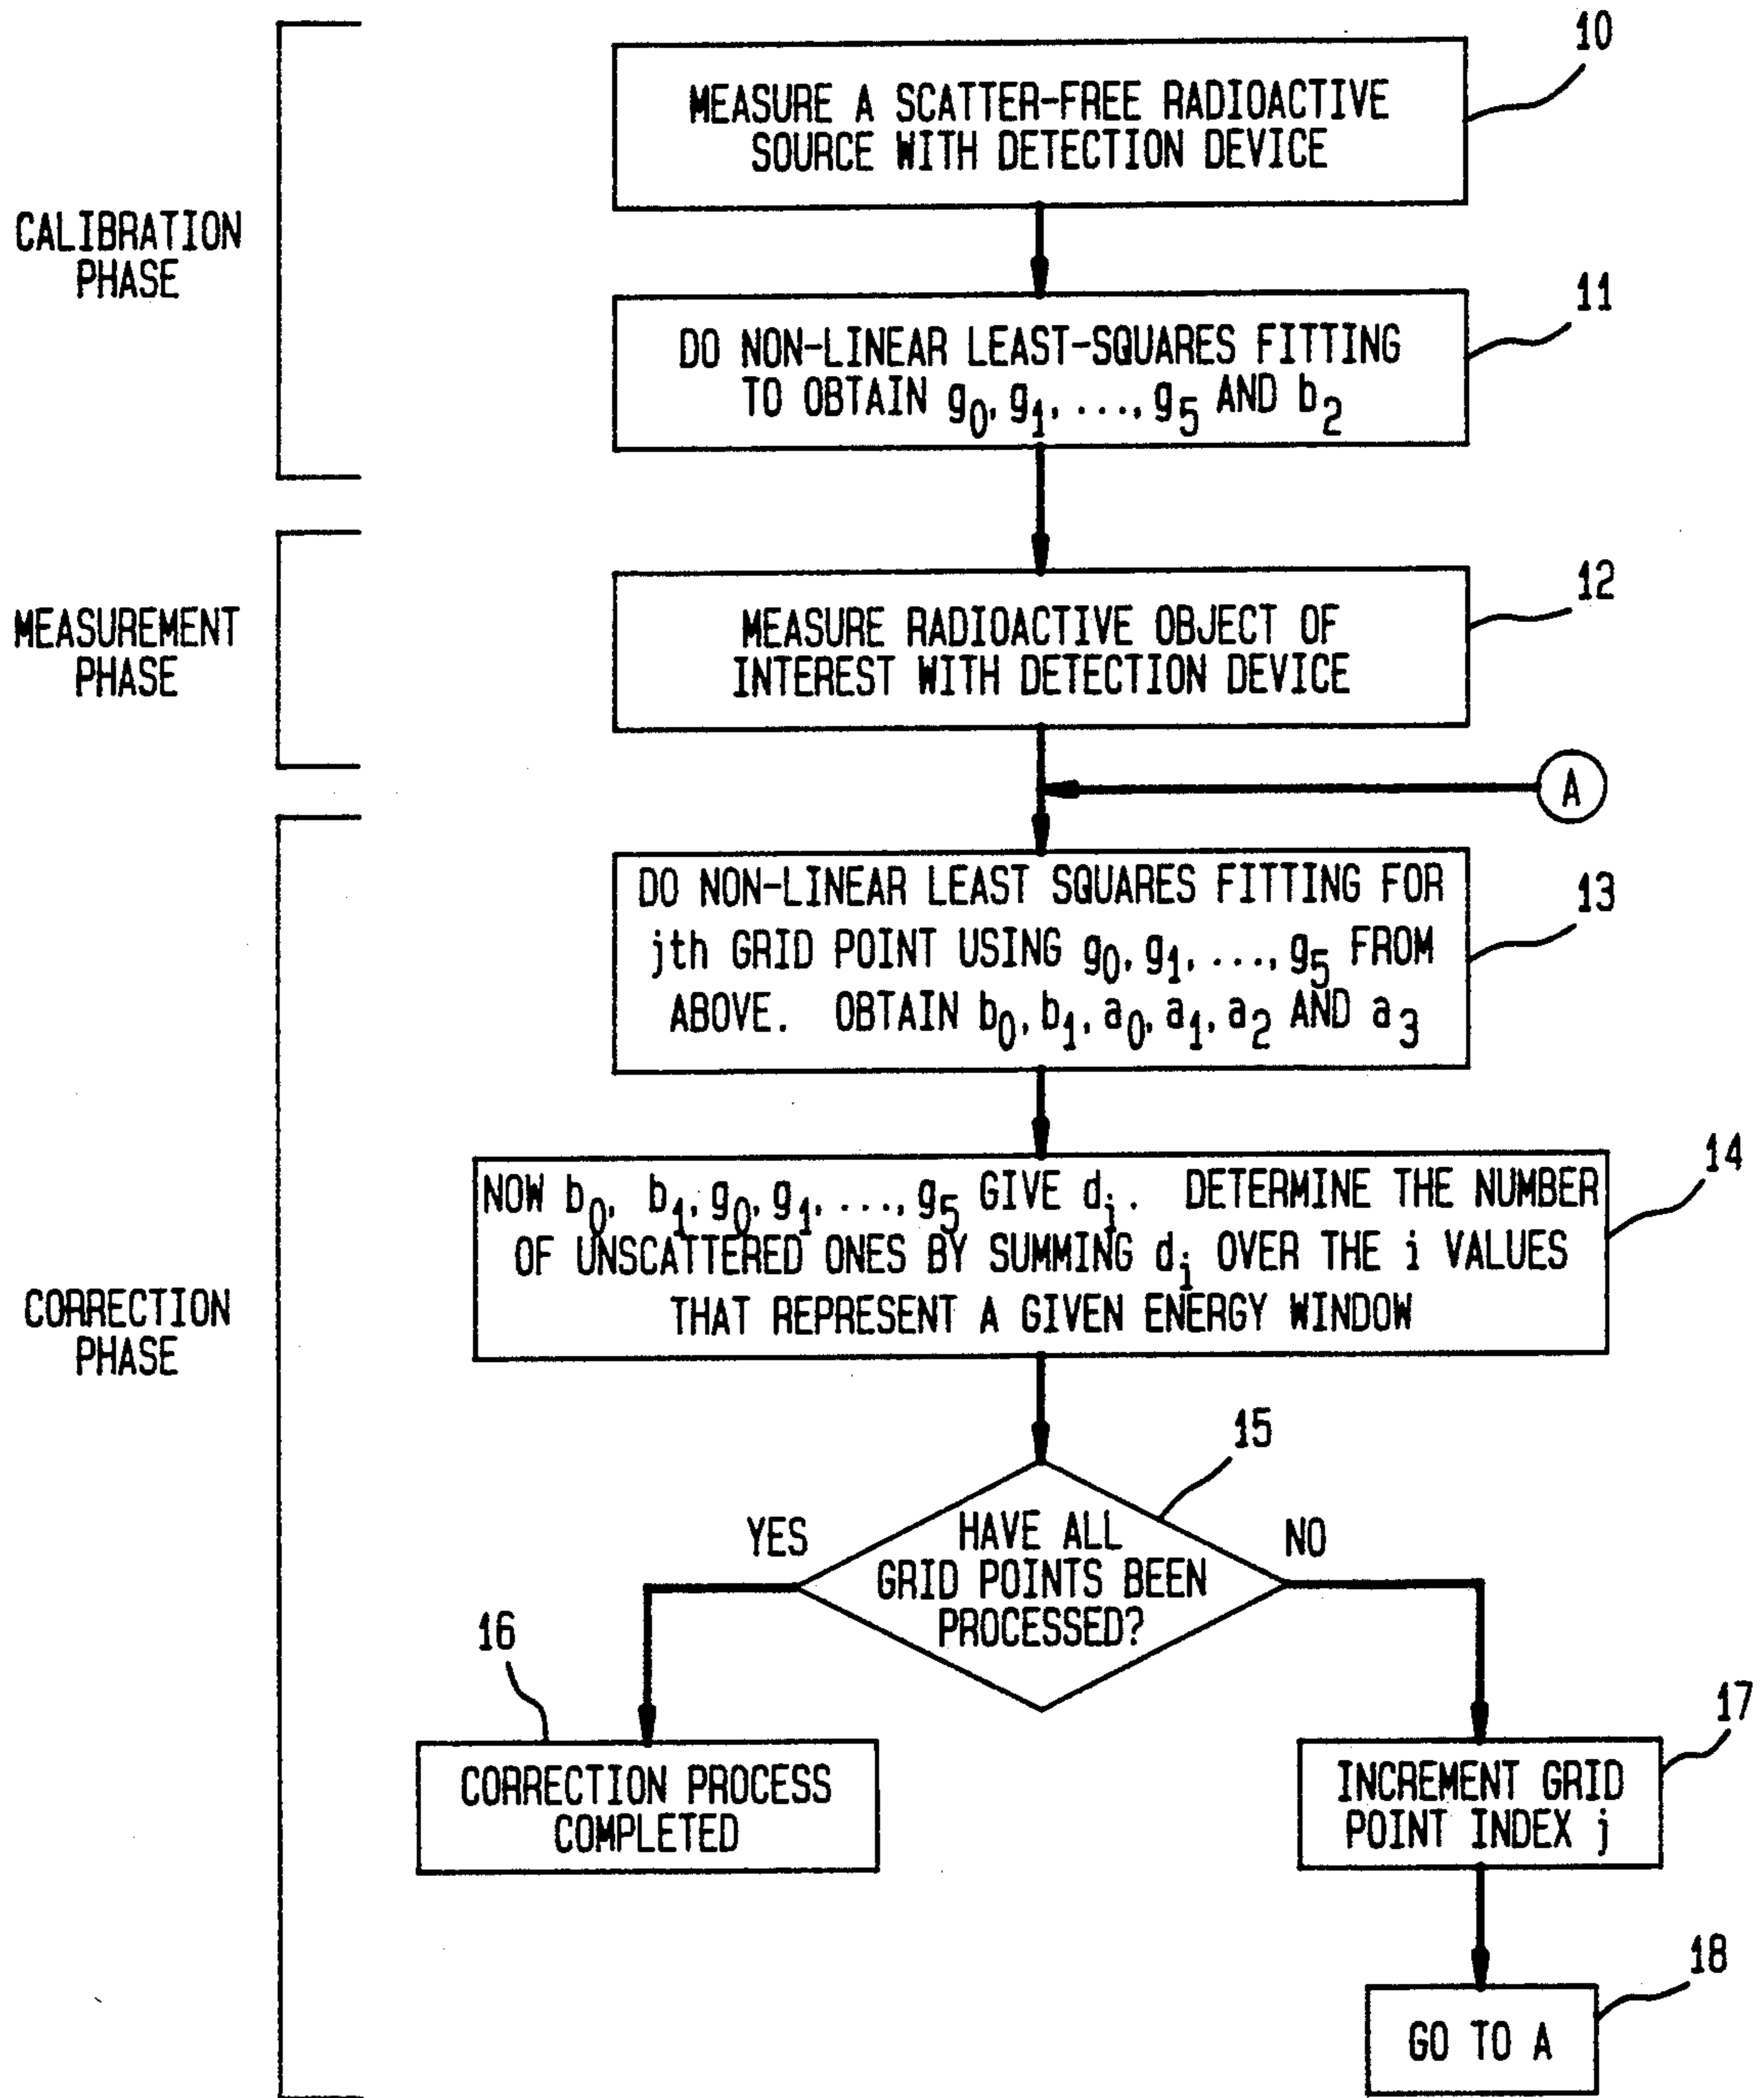 10
MEASURE A SCATTER-FREE RADIOACTIVE
SOURCE WITH DETECTION DEVICE
CALIBRATION
PHASE
11
DO NON-LINEAR LEAST-SQUARES FITTING
TO OBTAIN g₀, g₁, ..., g₅ AND b₂
12
MEASUREMENT
PHASE
MEASURE RADIOACTIVE OBJECT OF
INTEREST WITH DETECTION DEVICE
A
DO NON-LINEAR LEAST SQUARES FITTING FOR
jth GRID POINT USING g₀, g₁, ..., g₅ FROM
ABOVE. OBTAIN b₀, b₁, a₀, a₁, a₂ AND a₃
13
14
NOW b₀, b₁, g₀, g₁, ..., g₅ GIVE dᵢ. DETERMINE THE NUMBER
OF UNSCATTERED ONES BY SUMMING dᵢ OVER THE i VALUES
THAT REPRESENT A GIVEN ENERGY WINDOW
CORRECTION
PHASE
15
YES
HAVE ALL
GRID POINTS BEEN
PROCESSED?
NO
16
CORRECTION PROCESS
COMPLETED
17
INCREMENT GRID
POINT INDEX j
18
GO TO A